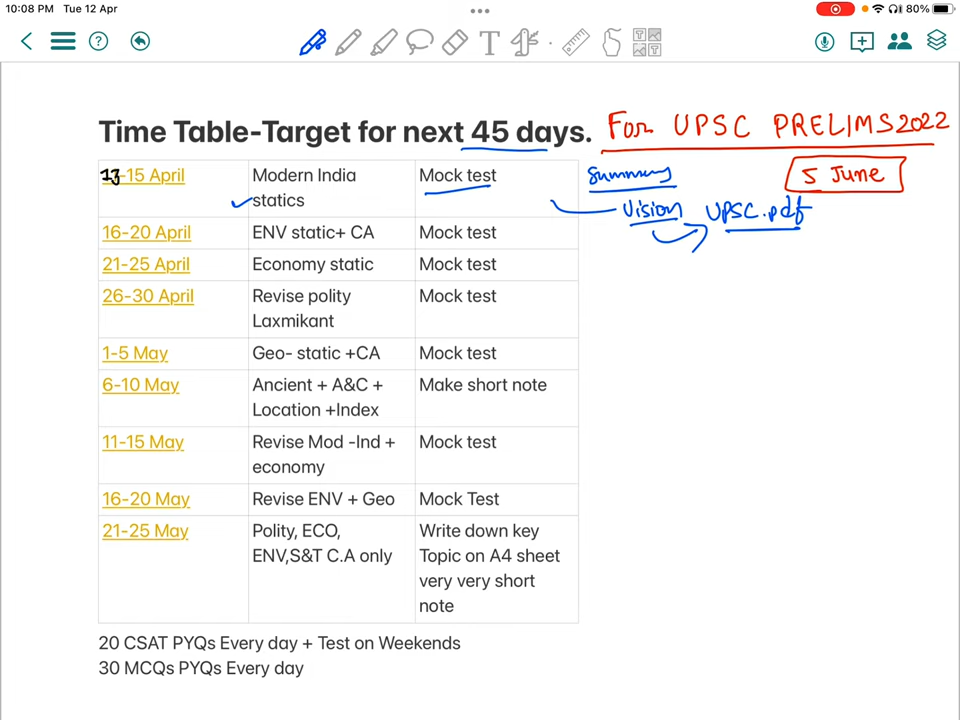 10:08 PM Tue 12 Apr
80%
Time Table-Target for next 45 days. For UPSC PRELIMS 2022
5 June
13-15 April Modern India statics Mock test
Summary
Vision UPSC.pdf
16-20 April ENV static+ CA Mock test
21-25 April Economy static Mock test
26-30 April Revise polity Laxmikant Mock test
1-5 May Geo- static +CA Mock test
6-10 May Ancient + A&C + Location +Index Make short note
11-15 May Revise Mod -Ind + economy Mock test
16-20 May Revise ENV + Geo Mock Test
21-25 May Polity, ECO, ENV,S&T C.A only Write down key Topic on A4 sheet very very short note
20 CSAT PYQs Every day + Test on Weekends
30 MCQs PYQs Every day